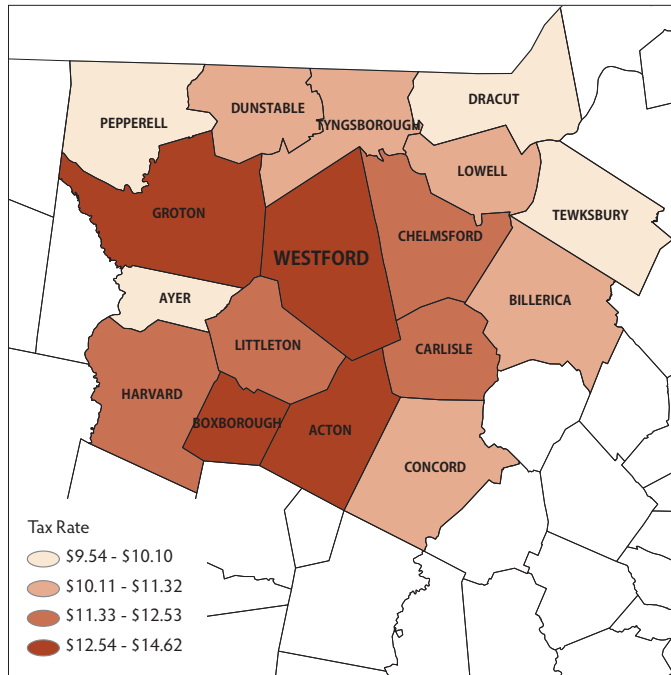 DRACUT
DUNSTABLE
PEPPERELL
TYNGSBOROUGH
LOWELL
GROTON
TEWKSBURY
CHELMSFORD
WESTFORD
AYER
BILLERICA
LITTLETON
CARLISLE
HARVARD
BOXBOROUGH
ACTON
CONCORD
Tax Rate
$9.54 - $10.10
$10.11 - $11.32
$11.33 - $12.53
$12.54 - $14.62